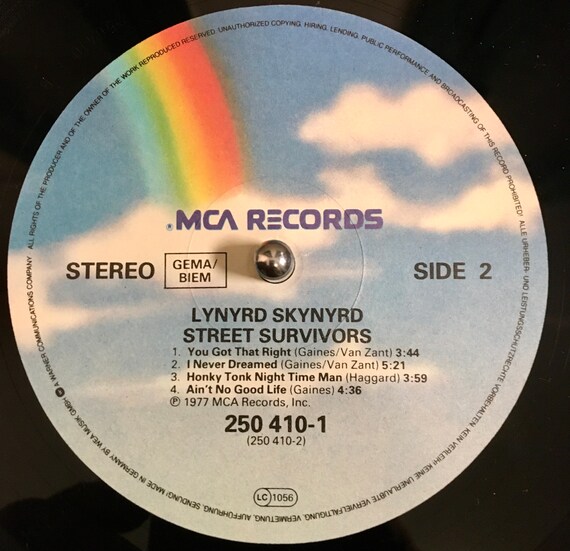 ALL RIGHTS OF THE PRODUCER AND OF THE OWNER OF THE WORK REPRODUCED RESERVED. UNAUTHORIZED COPYING, HIRING, LENDING, PUBLIC PERFORMANCE AND BROADCASTING OF THIS RECORD PROHIBITED! ALLE URHEBER- UND LEISTUNGSSCHUTZRECHTE VORBEHALTEN. KEIN VERLEIH! KEINE UNERLAUBTE VERVIELFÄLTIGUNG, VERMIETUNG, AUFFÜHRUNG, SENDUNG! MADE IN GERMANY BY WEA MUSIK GMBH A WARNER COMMUNICATIONS COMPANY
® MCA RECORDS
STEREO GEMA/ SIDE 2
BIEM
LYNYRD SKYNYRD
STREET SURVIVORS
1. You Got That Right (Gaines/Van Zant) 3:44
2. I Never Dreamed (Gaines/Van Zant) 5:21
3. Honky Tonk Night Time Man (Haggard) 3:59
4. Ain't No Good Life (Gaines) 4:36
℗ 1977 MCA Records, Inc.
250 410-1
(250 410-2)
LC 1056